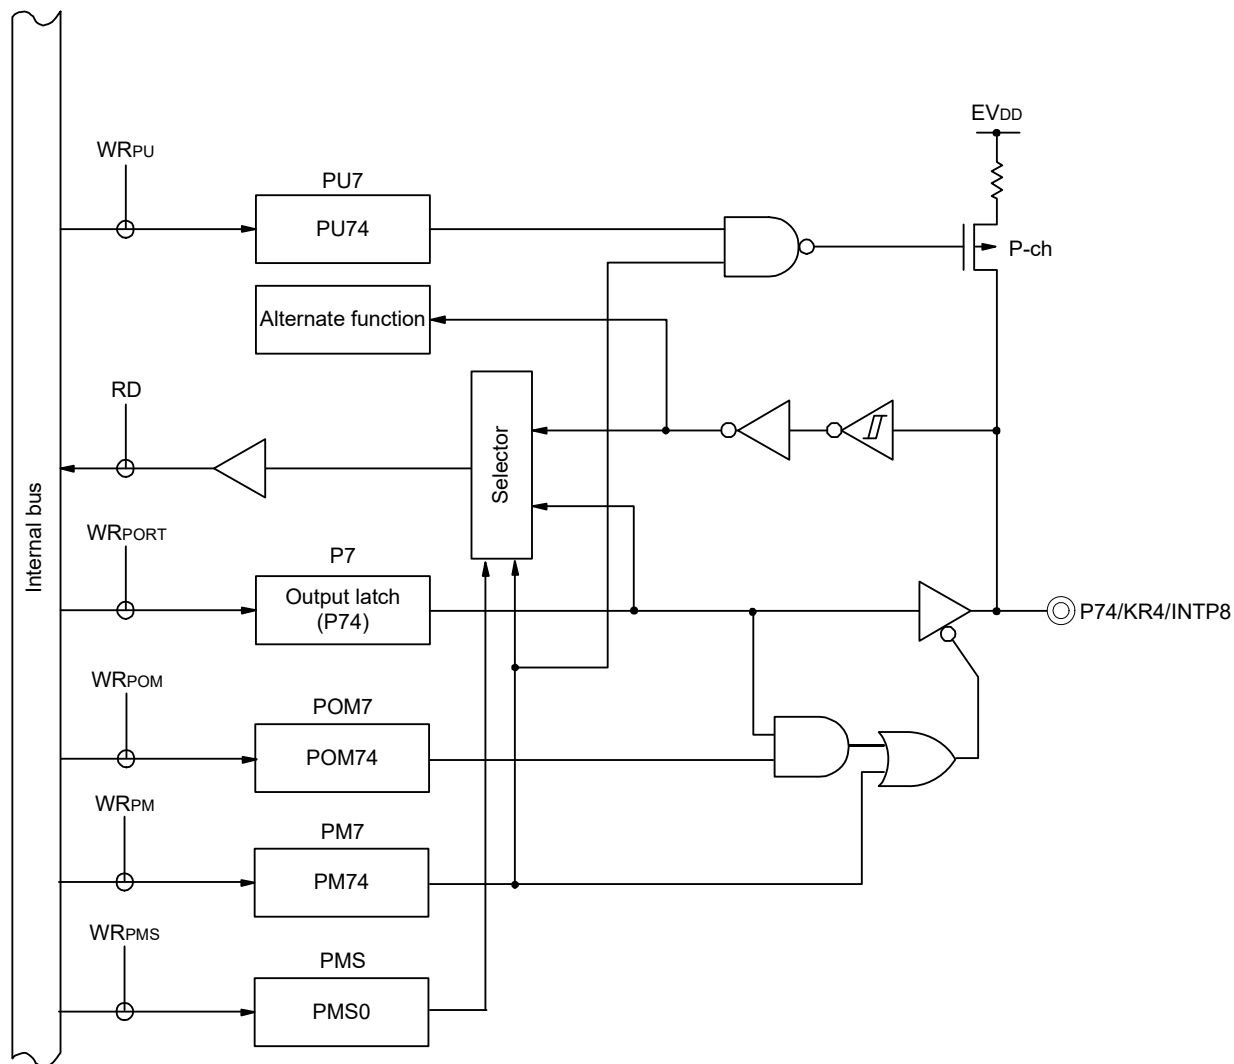 EVDD
WRPU
PU7
PU74
P-ch
Alternate function
RD
Selector
Internal bus
WRPORT
P7
Output latch
(P74)
P74/KR4/INTP8
WRPOM
POM7
POM74
WRPM
PM7
PM74
WRPMS
PMS
PMS0